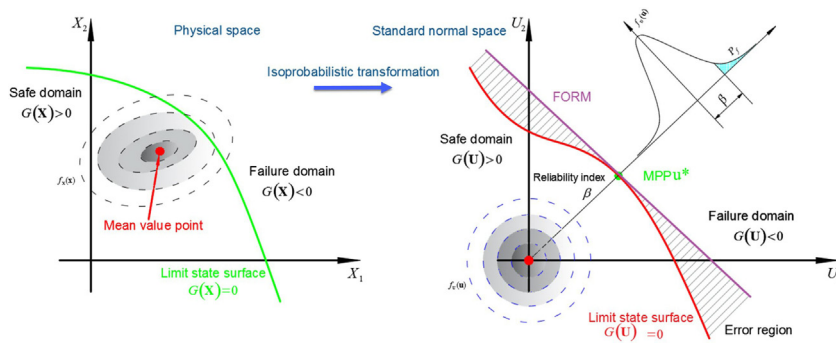 X₂
Physical space
Safe domain
G(X)>0
Failure domain
G(X)<0
fₓ(x)
Mean value point
X₁
Limit state surface
G(X)=0
Isoprobabilistic transformation
Standard normal space
U₂
FORM
Safe domain
G(U)>0
fᵤ(u)
P_f
β
Reliability index
β
MPPu*
Failure domain
G(U)<0
U
fᵤ(u)
Limit state surface
G(U) =0
Error region